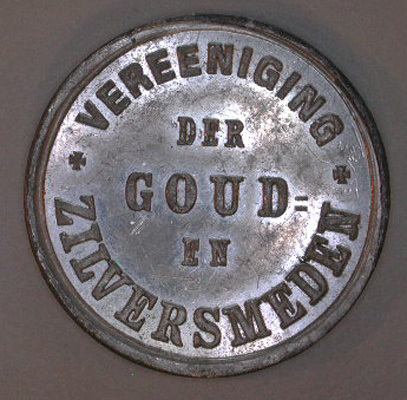 VEREENIGING
DER
GOUD=
EN
ZILVERSMEDEN